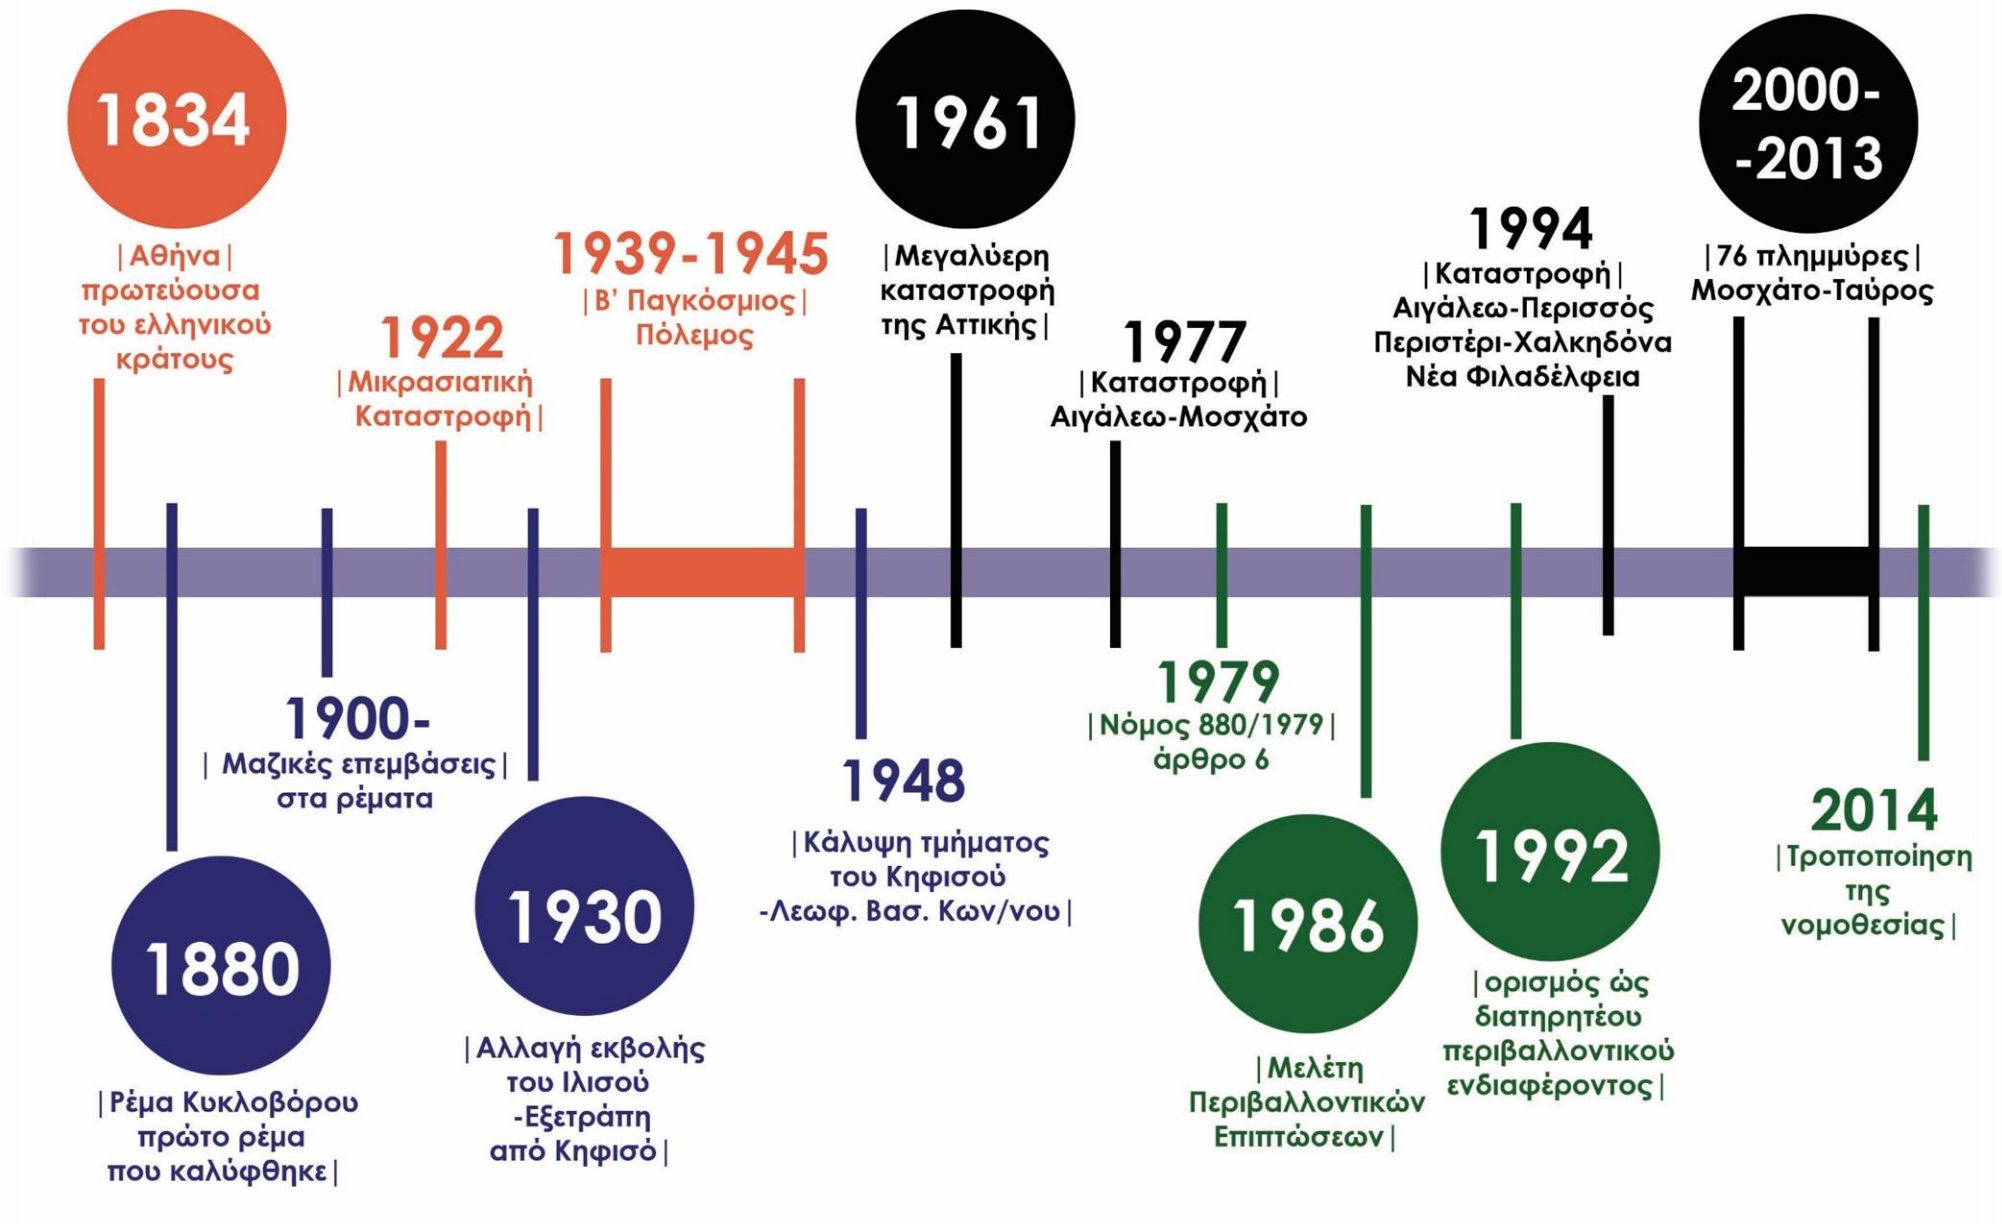 1834
|Αθήνα|
πρωτεύουσα
του ελληνικού
κράτους
1922
|Μικρασιατική
Καταστροφή|
1939-1945
|Β' Παγκόσμιος|
Πόλεμος
1961
|Μεγαλύερη
καταστροφή
της Αττικής|
1977
|Καταστροφή|
Αιγάλεω-Μοσχάτο
1994
|Καταστροφή|
Αιγάλεω-Περισσός
Περιστέρι-Χαλκηδόνα
Νέα Φιλαδέλφεια
2000-
-2013
|76 πλημμύρες|
Μοσχάτο-Ταύρος
1880
|Ρέμα Κυκλοβόρου
πρώτο ρέμα
που καλύφθηκε|
1900-
| Μαζικές επεμβάσεις|
στα ρέματα
1930
|Αλλαγή εκβολής
του Ιλισού
-Εξετράπη
από Κηφισό|
1948
|Κάλυψη τμήματος
του Κηφισού
-Λεωφ. Βασ. Κων/νου|
1979
|Νόμος 880/1979|
άρθρο 6
1986
|Μελέτη
Περιβαλλοντικών
Επιπτώσεων|
1992
|ορισμός ώς
διατηρητέου
περιβαλλοντικού
ενδιαφέροντος|
2014
|Τροποποίηση
της
νομοθεσίας|